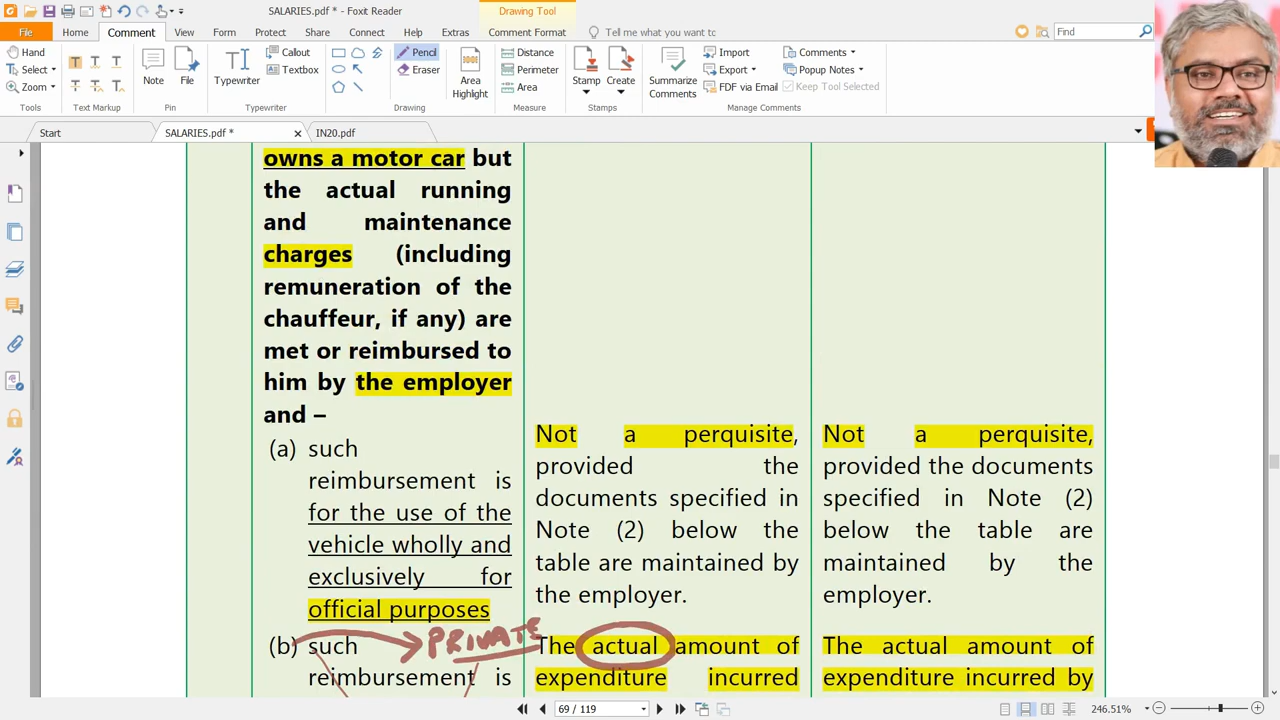 SALARIES.pdf * - Foxit Reader
Drawing Tool
File
Home
Comment
View
Form
Protect
Share
Connect
Help
Extras
Comment Format
Tell me what you want tc
Find
Hand
Select
Zoom
Tools
Text Markup
Note
File
Pin
Typewriter
Callout
Textbox
Typewriter
Pencil
Eraser
Drawing
Area
Highlight
Distance
Perimeter
Area
Measure
Stamp
Create
Stamps
Summarize
Comments
Import
Export
FDF via Email
Comments
Popup Notes
Keep Tool Selected
Manage Comments
Start
SALARIES.pdf *
IN20.pdf
owns a motor car but
the actual running
and maintenance
charges (including
remuneration of the
chauffeur, if any) are
met or reimbursed to
him by the employer
and –
(a) such
reimbursement is
for the use of the
vehicle wholly and
exclusively for
official purposes
(b) such
reimbursement is
PRIVATE
Not a perquisite,
provided the
documents specified in
Note (2) below the
table are maintained by
the employer.
The actual amount of
expenditure incurred
Not a perquisite,
provided the documents
specified in Note (2)
below the table are
maintained by the
employer.
The actual amount of
expenditure incurred by
69 / 119
246.51%